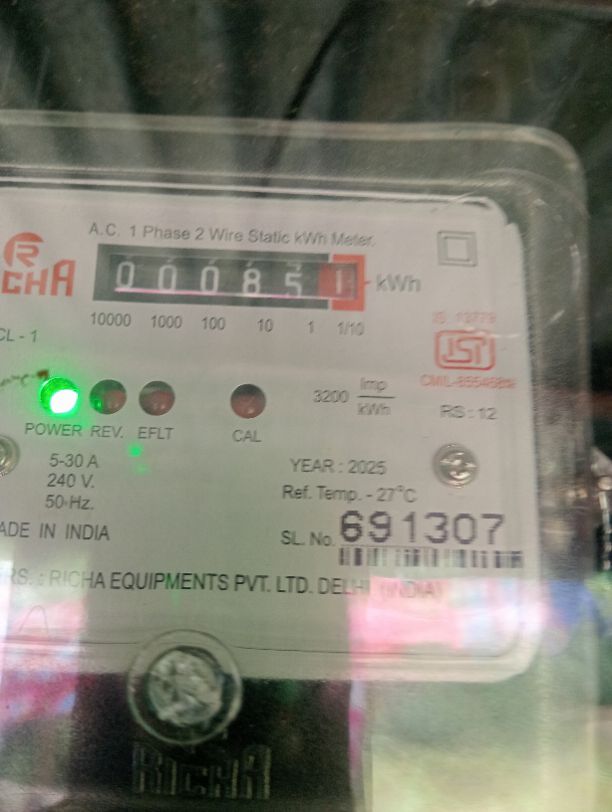 A.C. 1 Phase 2 Wire Static kWh Meter.
RICHA
000851 kWh
10000 1000 100 10 1 1/10
CL - 1
IS: 13779
ISI
3200 Imp/kWh
RS : 12
POWER REV. EFLT CAL
5-30 A
240 V.
50 Hz.
YEAR : 2025
Ref. Temp. - 27°C
MADE IN INDIA
SL. No. 691307
RICHA EQUIPMENTS PVT. LTD. DELHI (INDIA)
RICHA